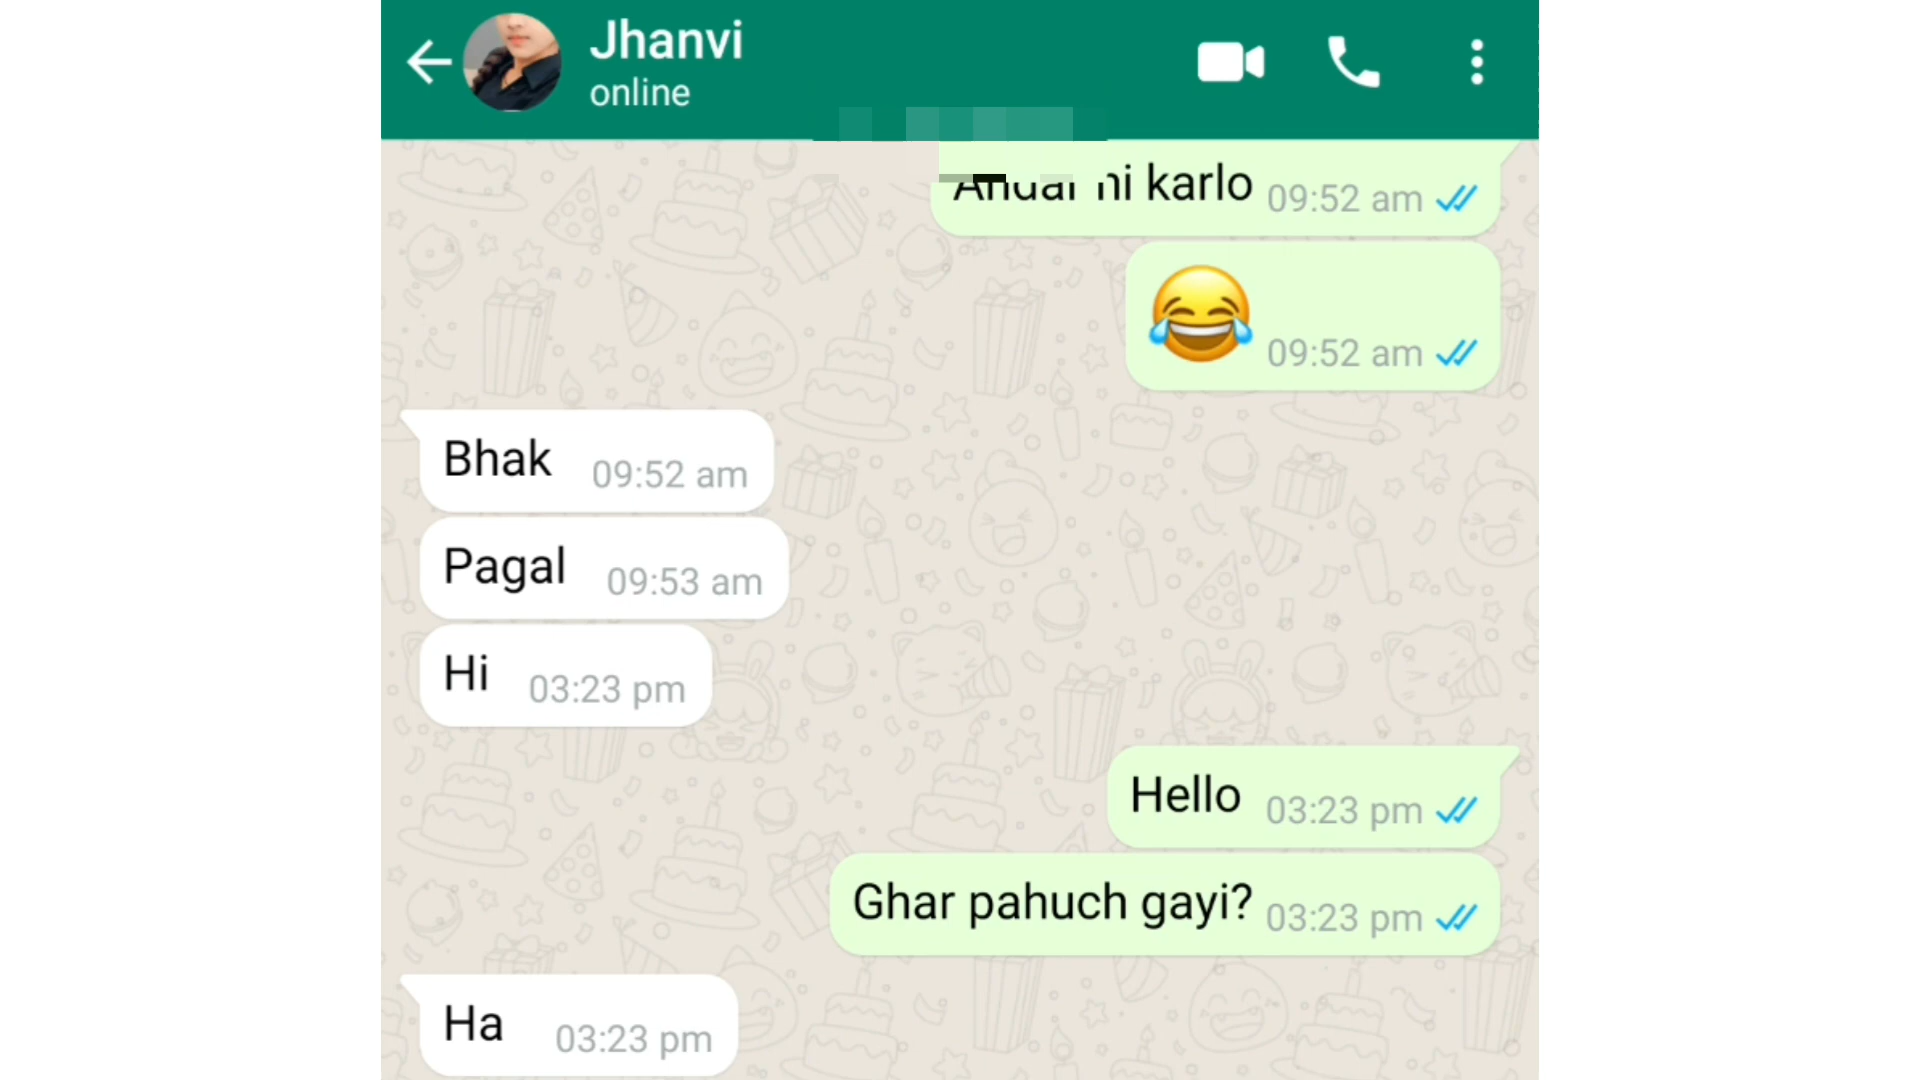 Jhanvi
online
hi karlo 09:52 am
😂 09:52 am
Bhak 09:52 am
Pagal 09:53 am
Hi 03:23 pm
Hello 03:23 pm
Ghar pahuch gayi? 03:23 pm
Ha 03:23 pm